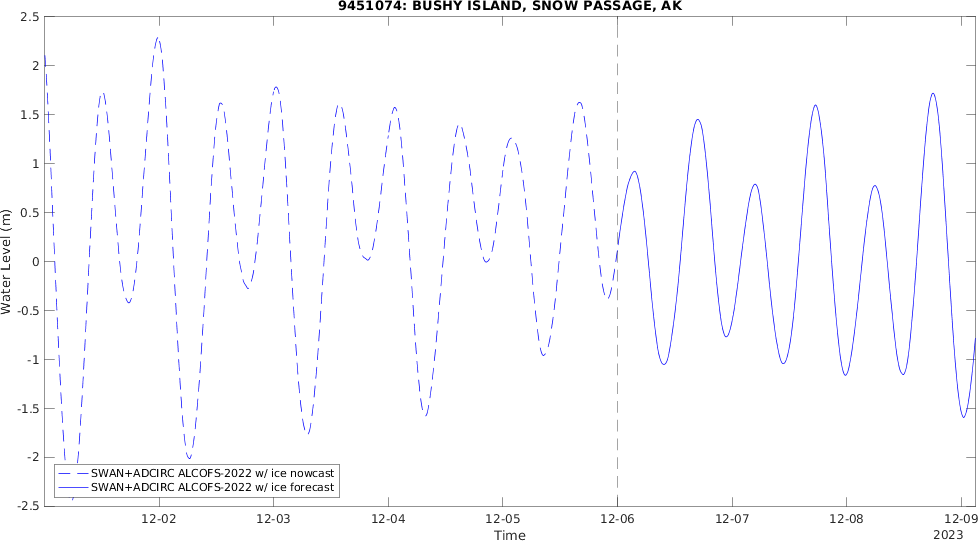 9451074: BUSHY ISLAND, SNOW PASSAGE, AK
2.5
2
1.5
1
0.5
0
-0.5
-1
-1.5
-2
-2.5
Water Level (m)
SWAN+ADCIRC ALCOFS-2022 w/ ice nowcast
SWAN+ADCIRC ALCOFS-2022 w/ ice forecast
12-02 12-03 12-04 12-05 12-06 12-07 12-08 12-09
Time
2023